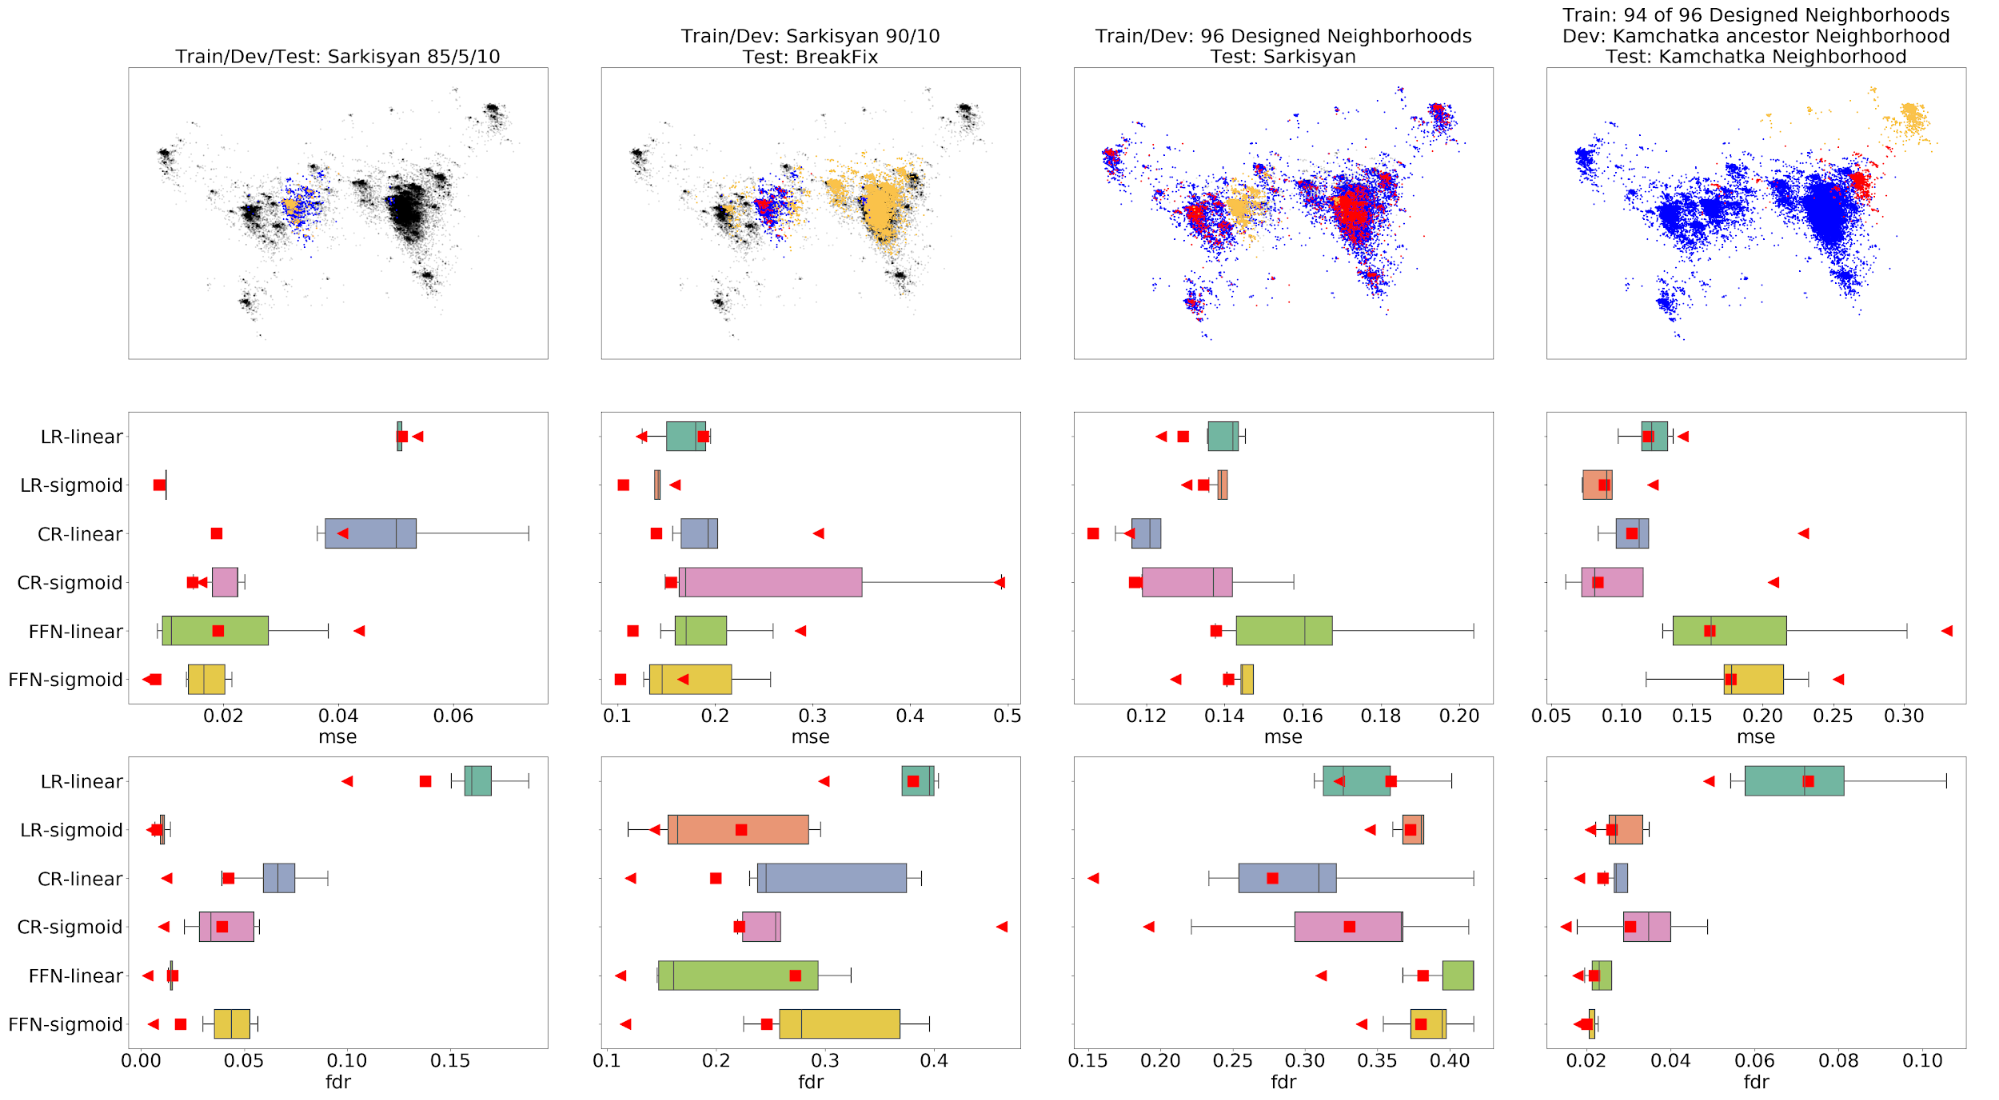 Train/Dev/Test: Sarkisyan 85/5/10
Train/Dev: Sarkisyan 90/10
Test: BreakFix
Train/Dev: 96 Designed Neighborhoods
Test: Sarkisyan
Train: 94 of 96 Designed Neighborhoods
Dev: Kamchatka ancestor Neighborhood
Test: Kamchatka Neighborhood
LR-linear
LR-sigmoid
CR-linear
CR-sigmoid
FFN-linear
FFN-sigmoid
0.02 0.04 0.06
mse
0.1 0.2 0.3 0.4 0.5
mse
0.12 0.14 0.16 0.18 0.20
mse
0.05 0.10 0.15 0.20 0.25 0.30
mse
LR-linear
LR-sigmoid
CR-linear
CR-sigmoid
FFN-linear
FFN-sigmoid
0.00 0.05 0.10 0.15
fdr
0.1 0.2 0.3 0.4
fdr
0.15 0.20 0.25 0.30 0.35 0.40
fdr
0.02 0.04 0.06 0.08 0.10
fdr